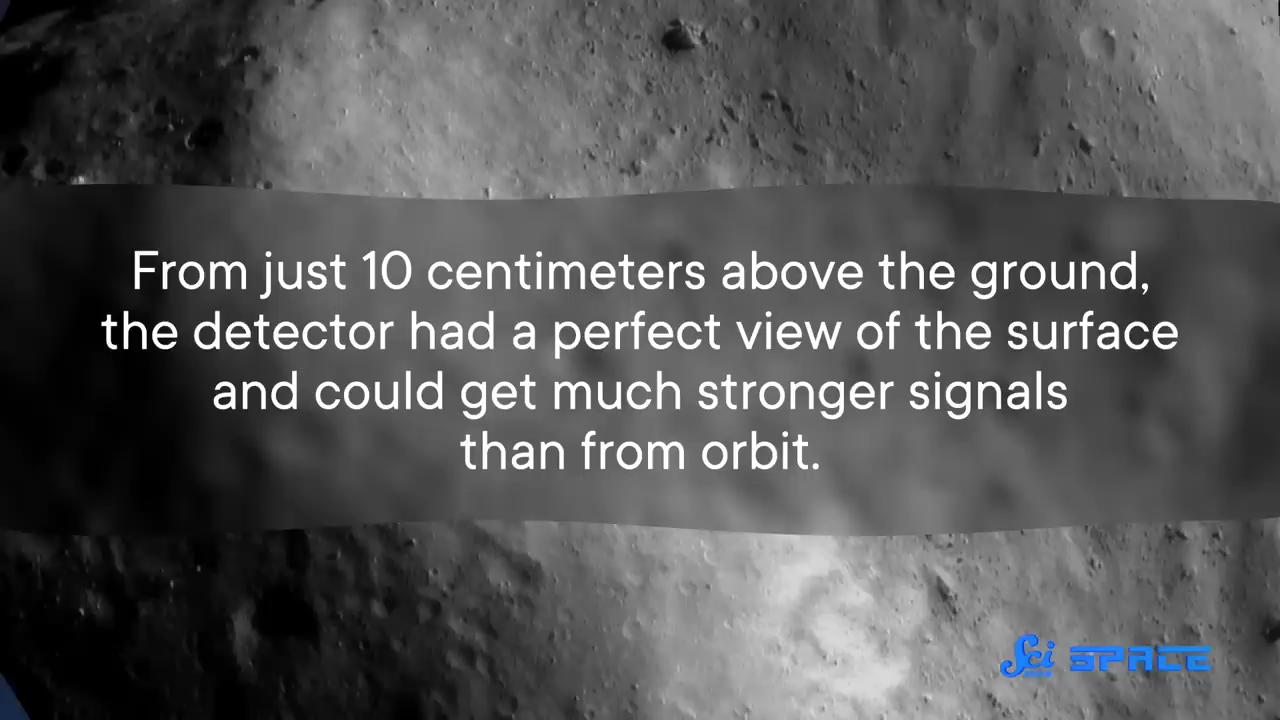 From just 10 centimeters above the ground,
the detector had a perfect view of the surface
and could get much stronger signals
than from orbit.
Sci SPACE